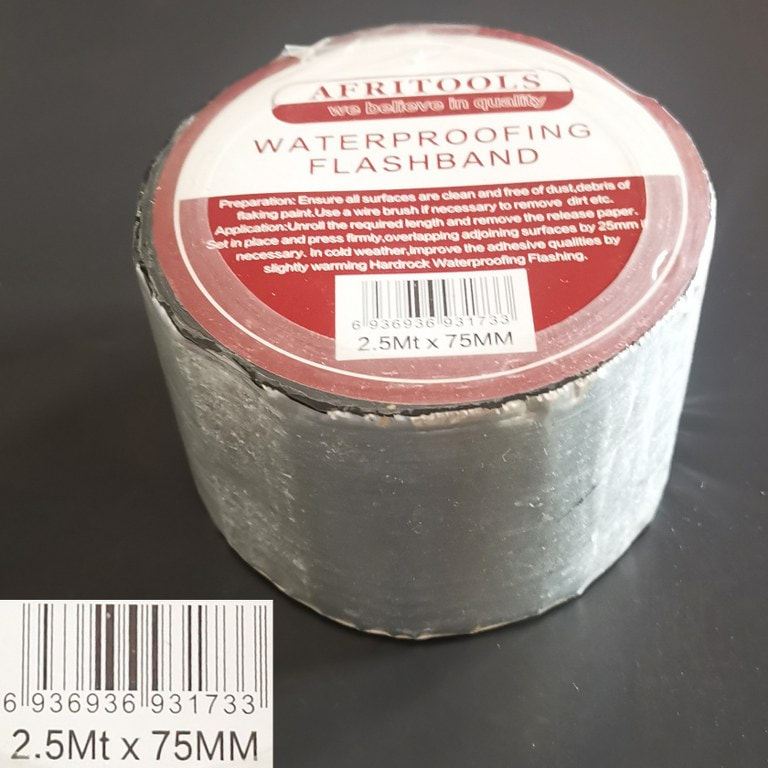 AFRITOOLS
we believe in quality
WATERPROOFING
FLASHBAND
Preparation: Ensure all surfaces are clean and free of dust,debris of
flaking paint.Use a wire brush if necessary to remove dirt etc.
Application:Unroll the required length and remove the release paper.
Set in place and press firmly,overlapping adjoining surfaces by 25mm
necessary. In cold weather,improve the adhesive qualities by
slightly warming Hardrock Waterproofing Flashing.
6 936936 931733
2.5Mt x 75MM
6 936936 931733
2.5Mt x 75MM